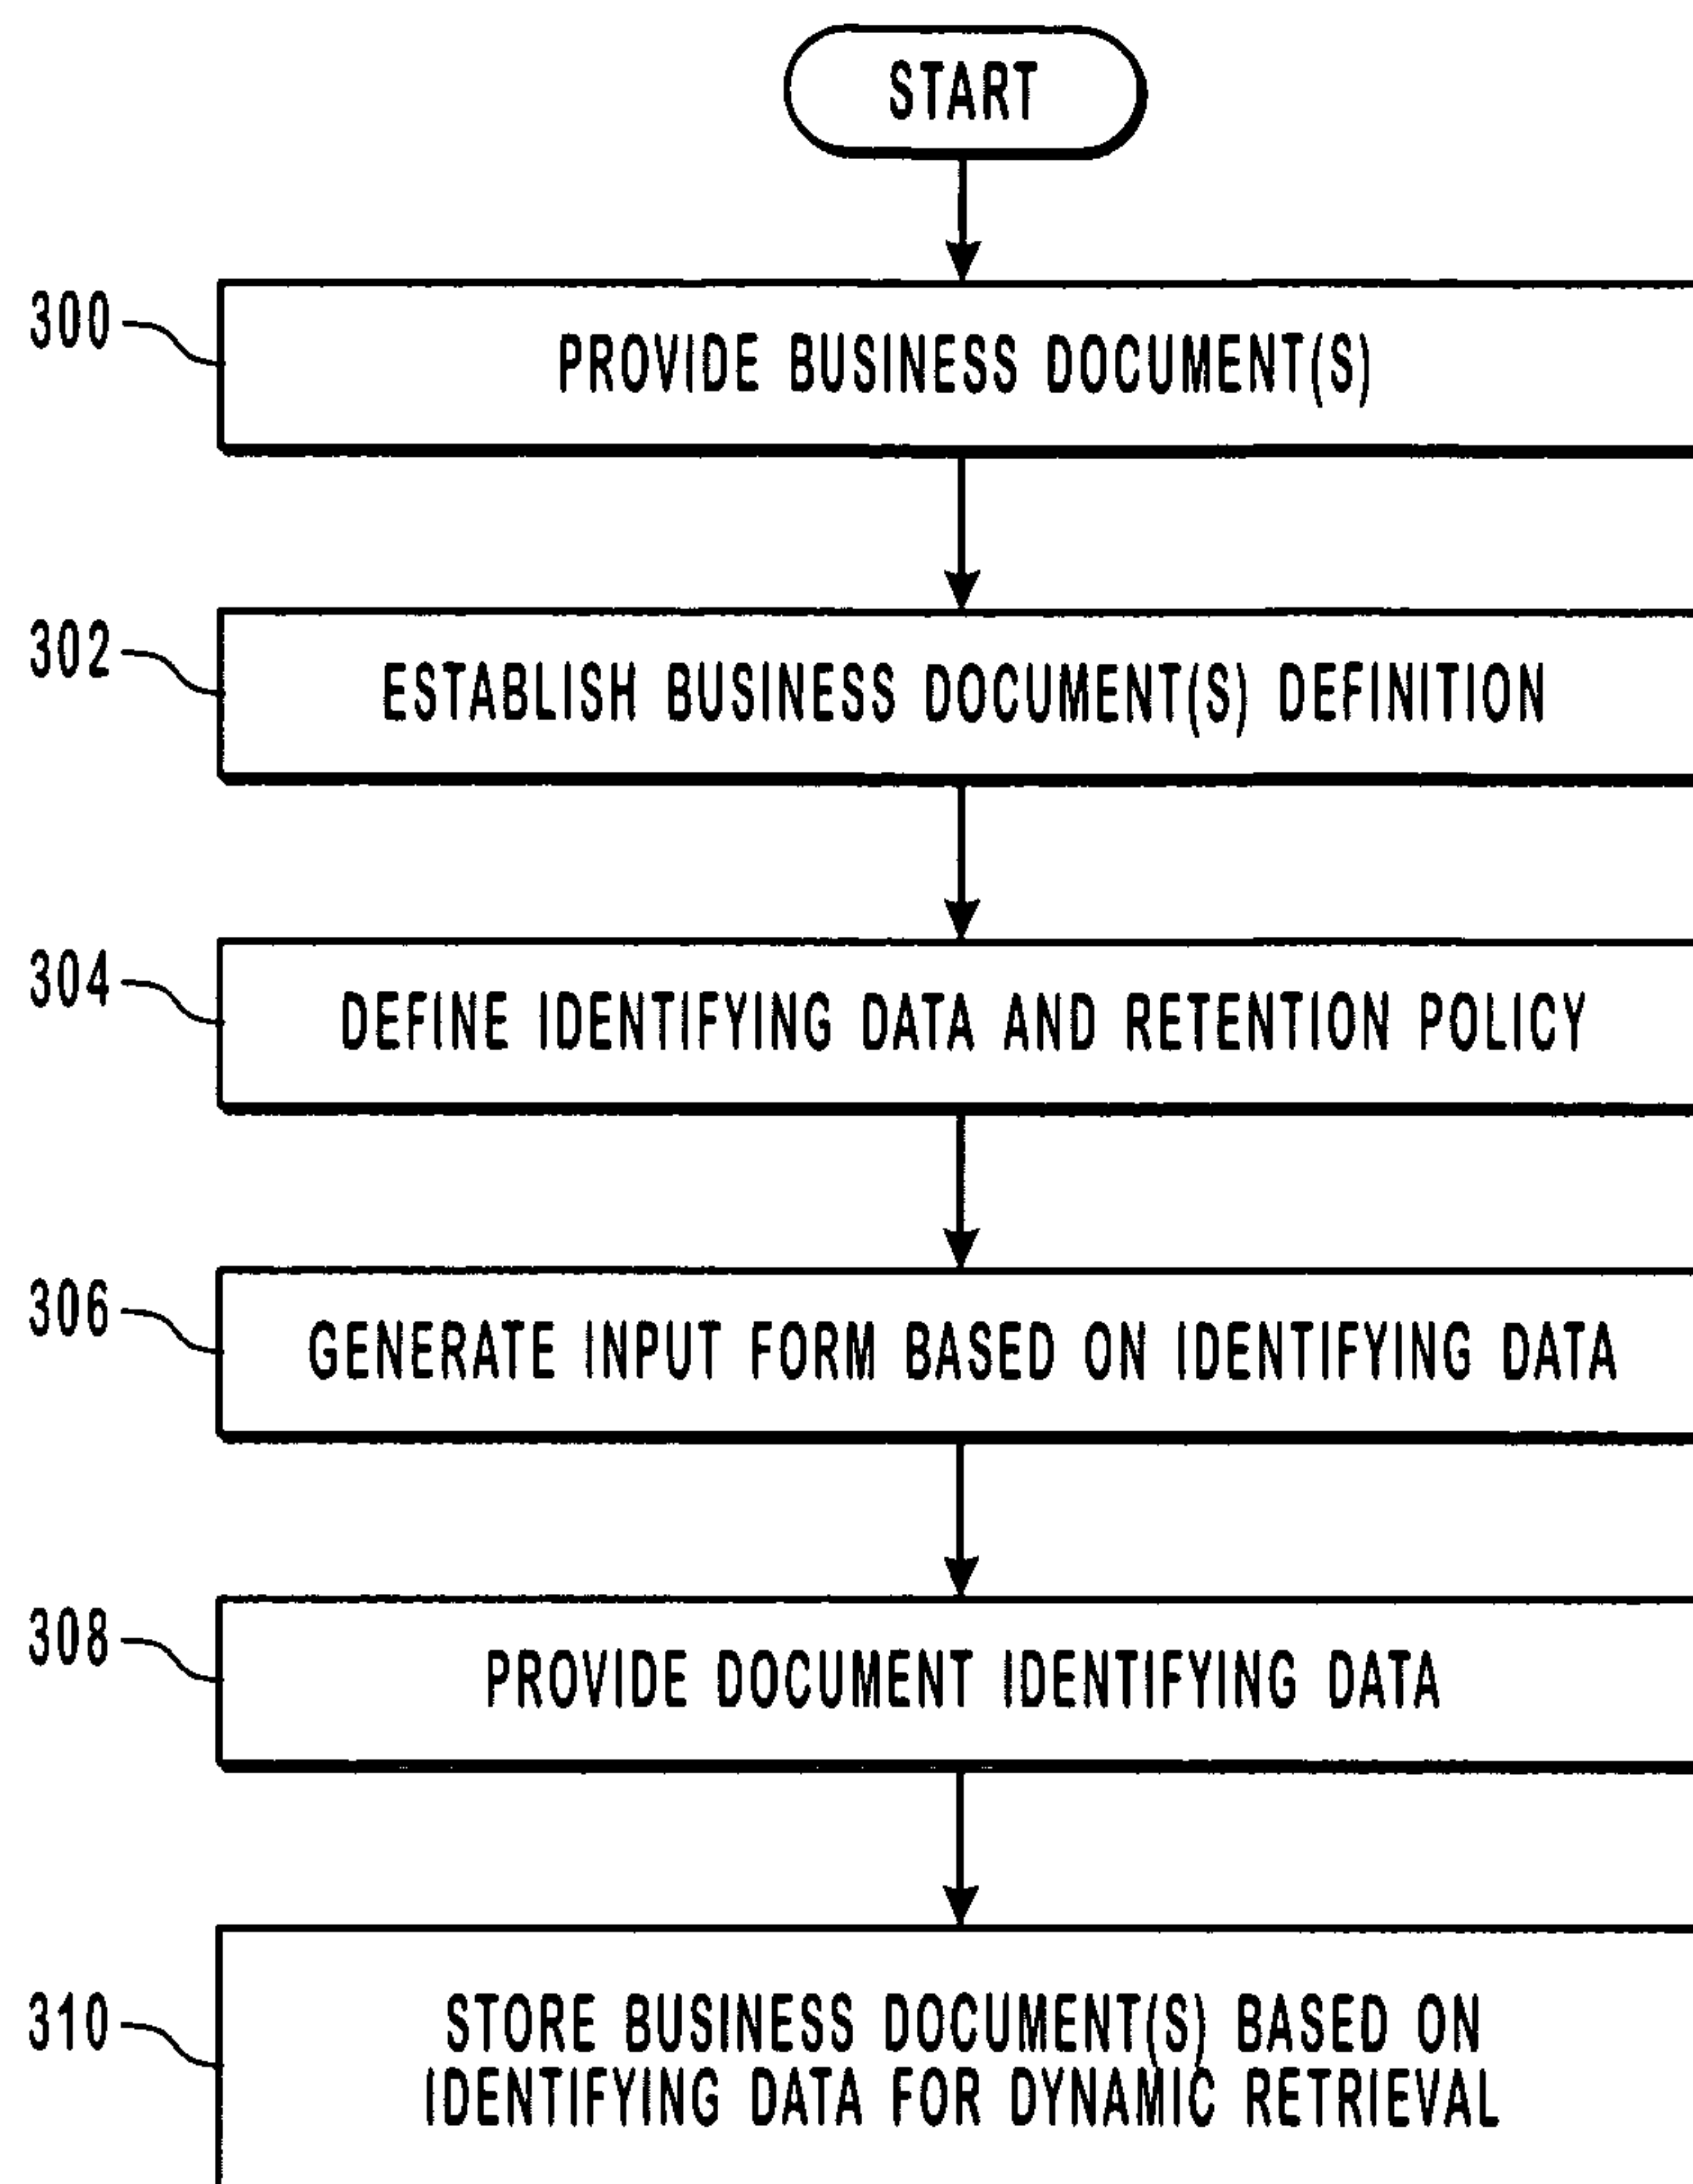 START
300
PROVIDE BUSINESS DOCUMENT(S)
302
ESTABLISH BUSINESS DOCUMENT(S) DEFINITION
304
DEFINE IDENTIFYING DATA AND RETENTION POLICY
306
GENERATE INPUT FORM BASED ON IDENTIFYING DATA
308
PROVIDE DOCUMENT IDENTIFYING DATA
310
STORE BUSINESS DOCUMENT(S) BASED ON
IDENTIFYING DATA FOR DYNAMIC RETRIEVAL